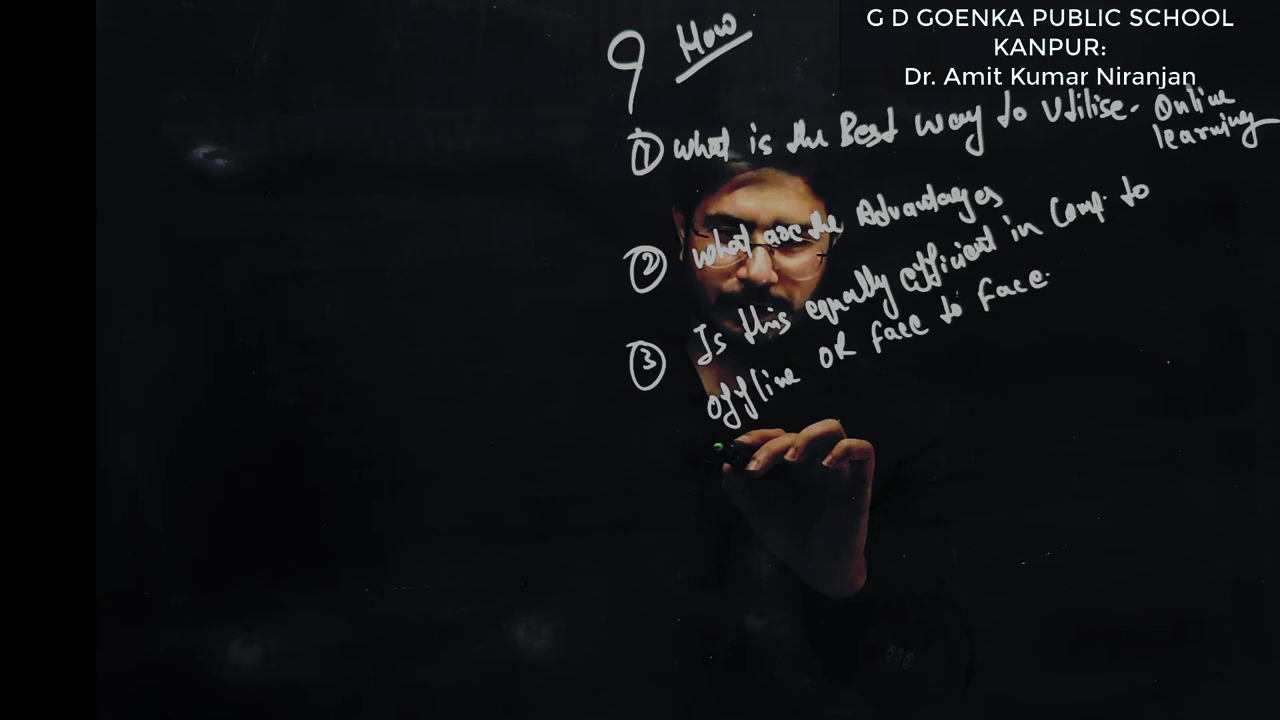 G D GOENKA PUBLIC SCHOOL
KANPUR:
Dr. Amit Kumar Niranjan
9 How
① What is the Best way to Utilise - Online
learning
② What are the Advantages
③ Is this equally efficient in Comp. to
offline OR face to face.